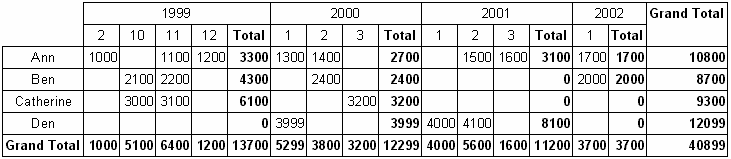 1999 2000 2001 2002 Grand Total
2 10 11 12 Total 1 2 3 Total 1 2 3 Total 1 Total
Ann 1000 1100 1200 3300 1300 1400 2700 1500 1600 3100 1700 1700 10800
Ben 2100 2200 4300 2400 2400 0 2000 2000 8700
Catherine 3000 3100 6100 3200 3200 0 0 9300
Den 0 3999 3999 4000 4100 8100 0 12099
Grand Total 1000 5100 6400 1200 13700 5299 3800 3200 12299 4000 5600 1600 11200 3700 3700 40899